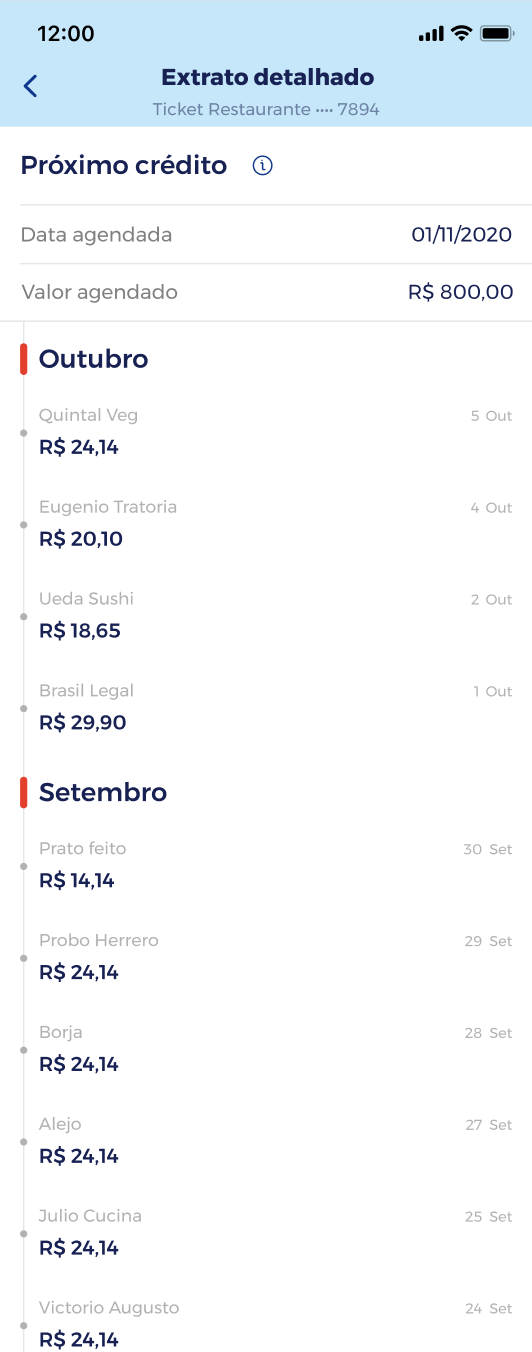 12:00
Extrato detalhado
Ticket Restaurante •••• 7894
Próximo crédito
Data agendada 01/11/2020
Valor agendado R$ 800,00
Outubro
Quintal Veg 5 Out
R$ 24,14
Eugenio Tratoria 4 Out
R$ 20,10
Ueda Sushi 2 Out
R$ 18,65
Brasil Legal 1 Out
R$ 29,90
Setembro
Prato feito 30 Set
R$ 14,14
Probo Herrero 29 Set
R$ 24,14
Borja 28 Set
R$ 24,14
Alejo 27 Set
R$ 24,14
Julio Cucina 25 Set
R$ 24,14
Victorio Augusto 24 Set
R$ 24,14